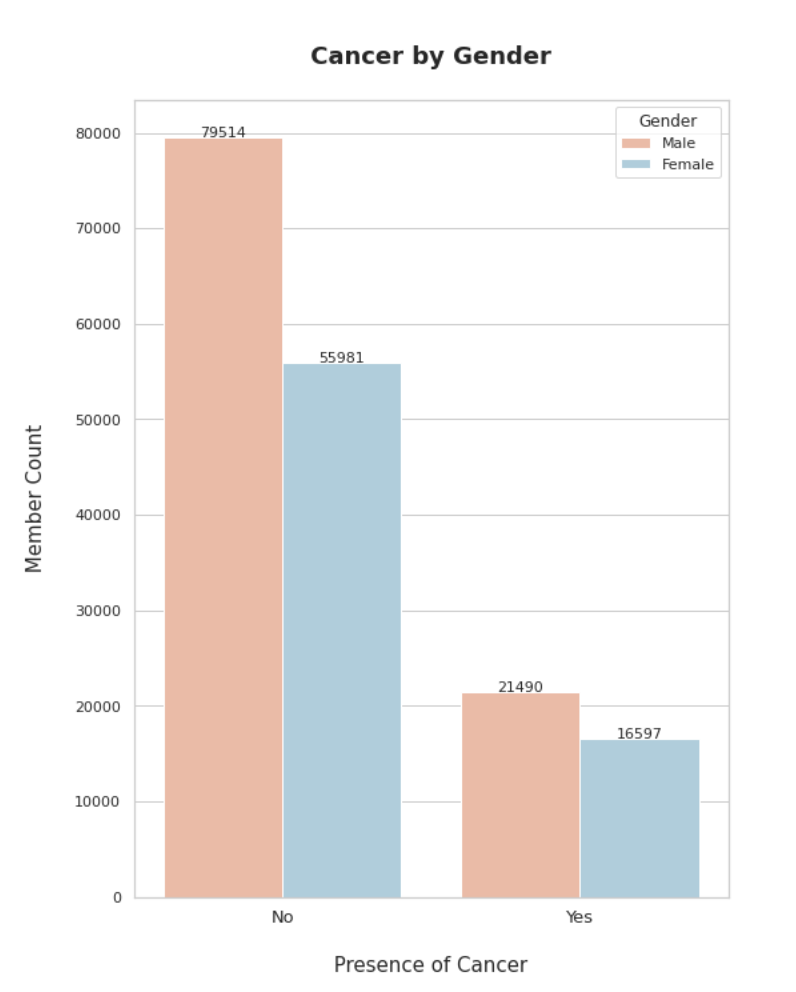 Cancer by Gender
Gender
Male
Female
Member Count
80000
70000
60000
50000
40000
30000
20000
10000
0
79514
55981
21490
16597
No
Yes
Presence of Cancer